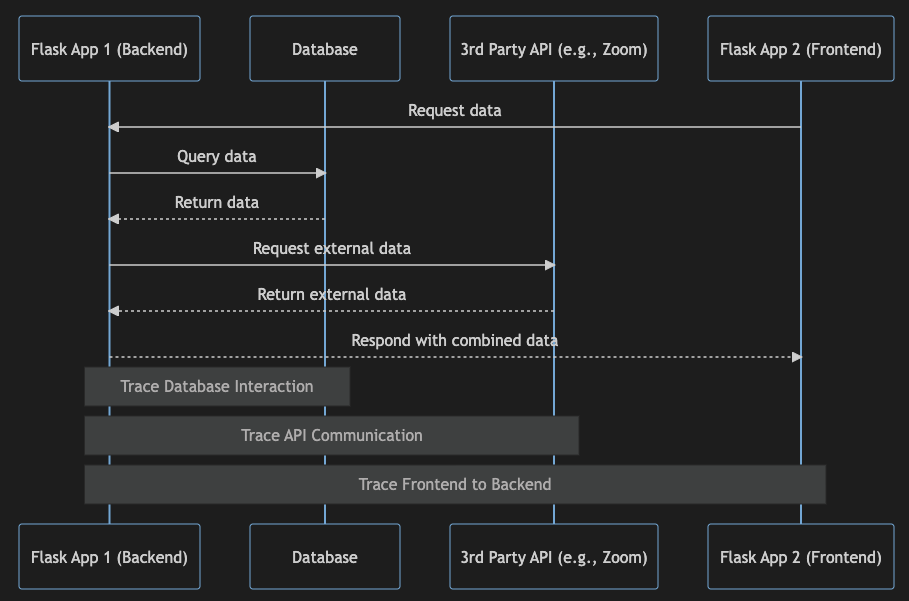 Flask App 1 (Backend)
Database
3rd Party API (e.g., Zoom)
Flask App 2 (Frontend)
Request data
Query data
Return data
Request external data
Return external data
Respond with combined data
Trace Database Interaction
Trace API Communication
Trace Frontend to Backend
Flask App 1 (Backend)
Database
3rd Party API (e.g., Zoom)
Flask App 2 (Frontend)